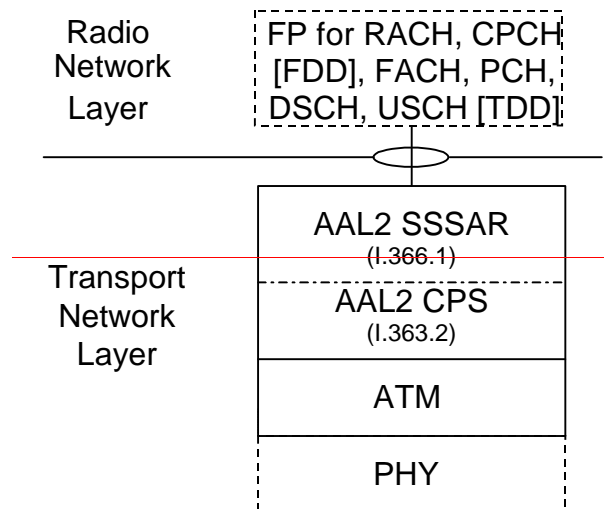 Radio
Network
Layer
FP for RACH, CPCH
[FDD], FACH, PCH,
DSCH, USCH [TDD]
AAL2 SSSAR
(I.366.1)
Transport
Network
Layer
AAL2 CPS
(I.363.2)
ATM
PHY